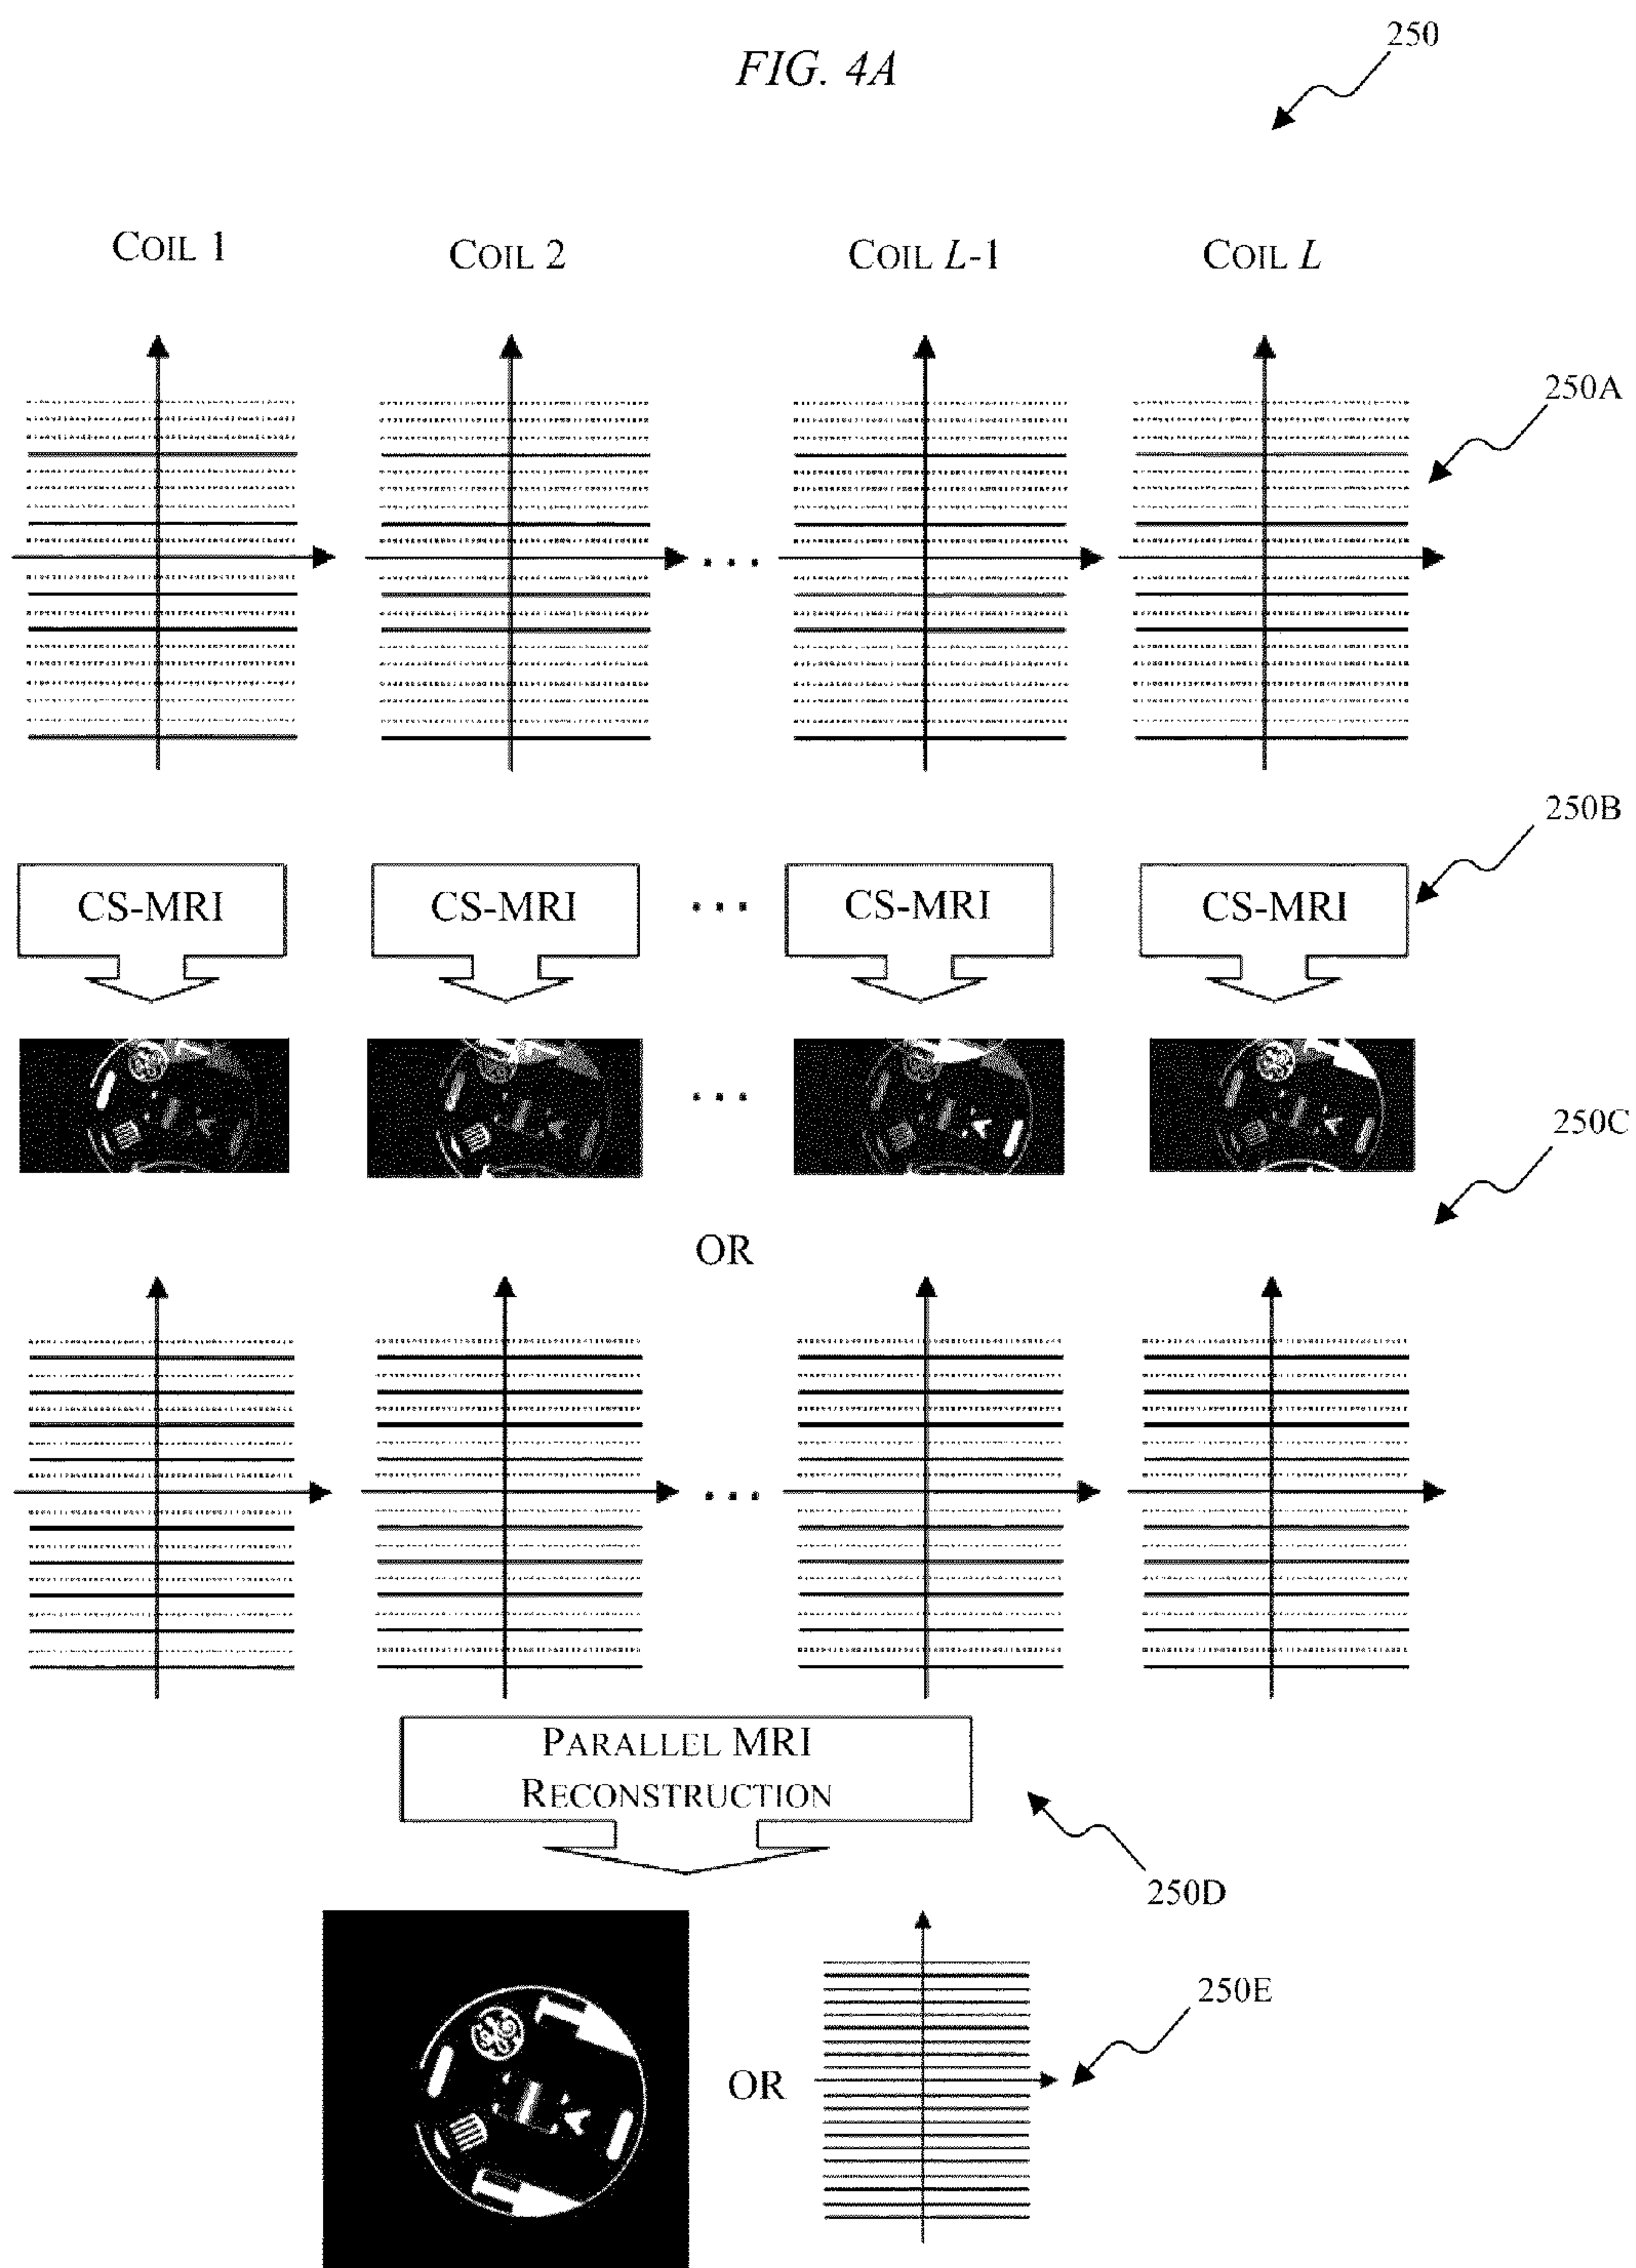 FIG. 4A
250
COIL 1 COIL 2 COIL L-1 COIL L
250A
...
250B
CS-MRI CS-MRI ... CS-MRI CS-MRI
...
250C
OR
...
PARALLEL MRI
RECONSTRUCTION
250D
250E
OR